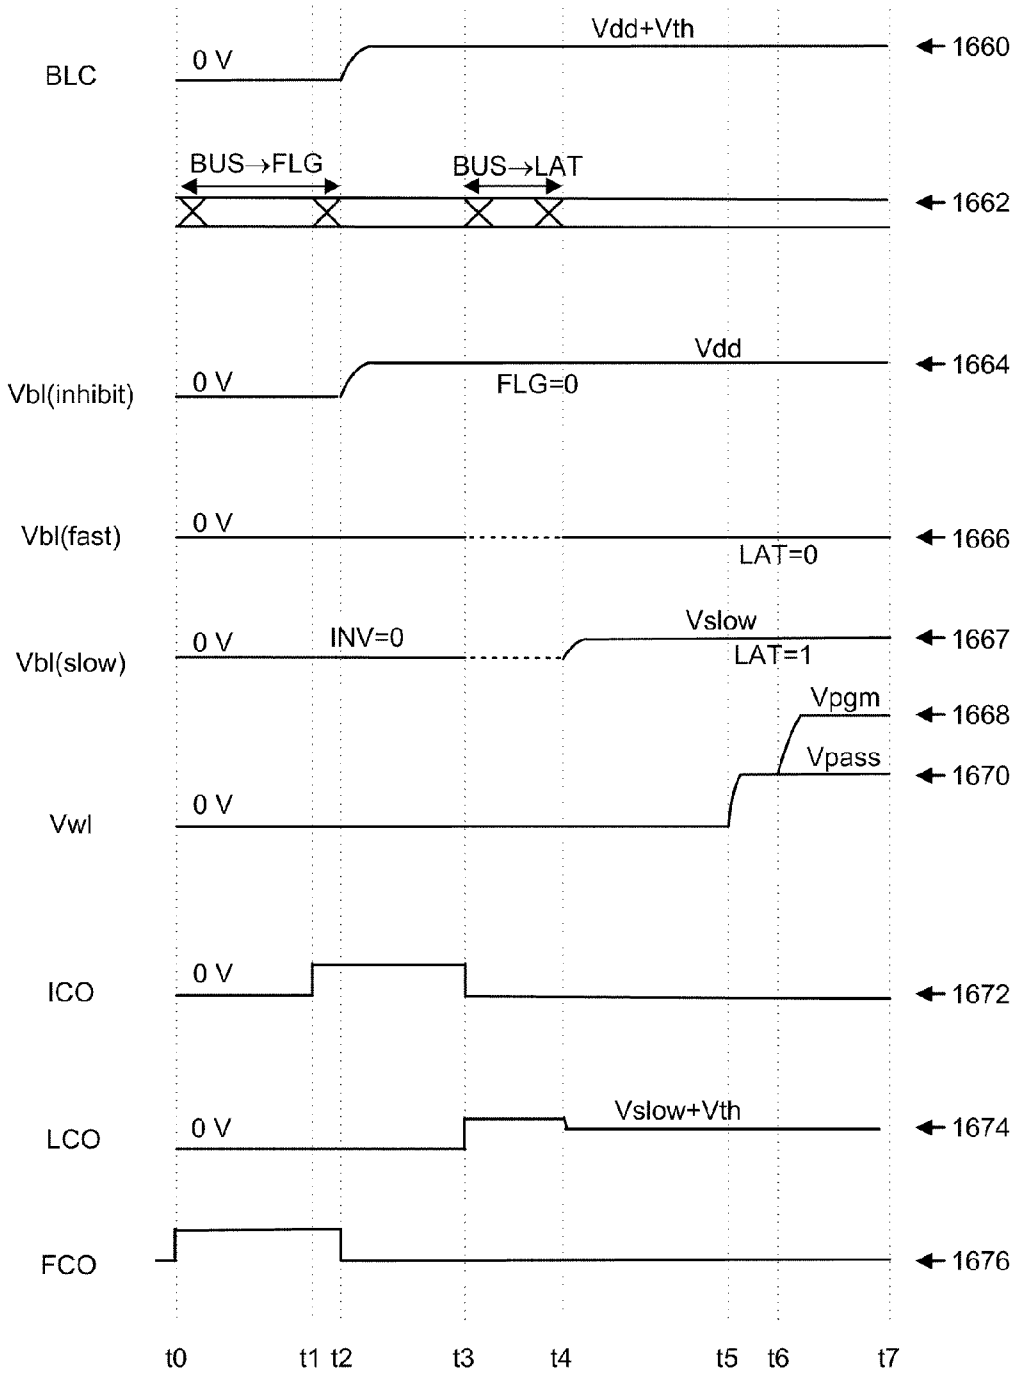 Vdd+Vth
0 V
BLC
1660
BUS→FLG
BUS→LAT
1662
Vdd
0 V
FLG=0
Vbl(inhibit)
1664
0 V
Vbl(fast)
LAT=0
1666
INV=0
0 V
Vslow
Vbl(slow)
LAT=1
1667
Vpgm
1668
Vpass
1670
0 V
Vwl
0 V
ICO
1672
Vslow+Vth
0 V
LCO
1674
FCO
1676
t0 t1 t2 t3 t4 t5 t6 t7